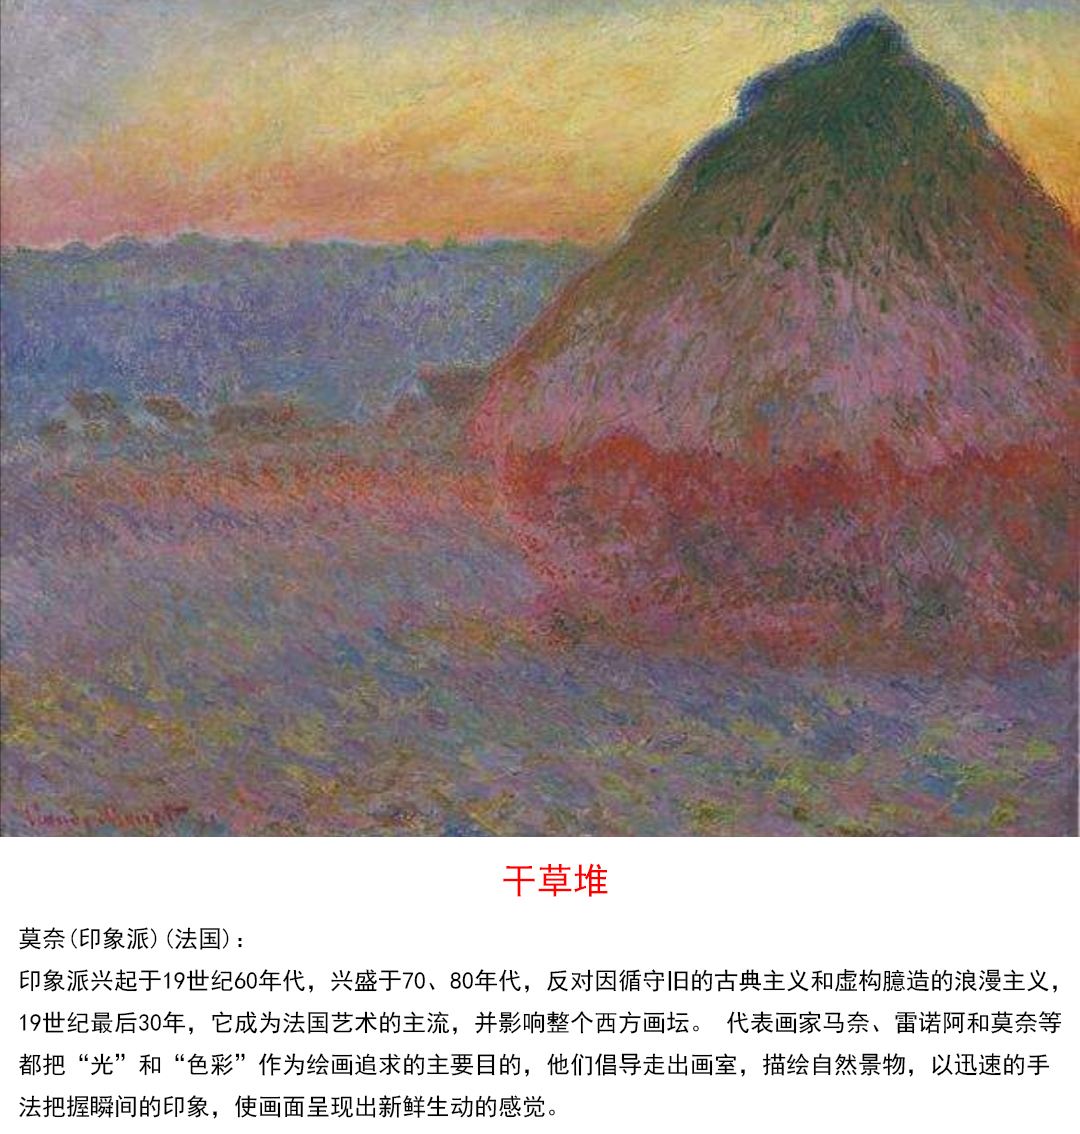 Claude Monet
干草堆
莫奈(印象派)(法国)：
印象派兴起于19世纪60年代，兴盛于70、80年代，反对因循守旧的古典主义和虚构臆造的浪漫主义，
19世纪最后30年，它成为法国艺术的主流，并影响整个西方画坛。 代表画家马奈、雷诺阿和莫奈等
都把“光”和“色彩”作为绘画追求的主要目的，他们倡导走出画室，描绘自然景物，以迅速的手
法把握瞬间的印象，使画面呈现出新鲜生动的感觉。